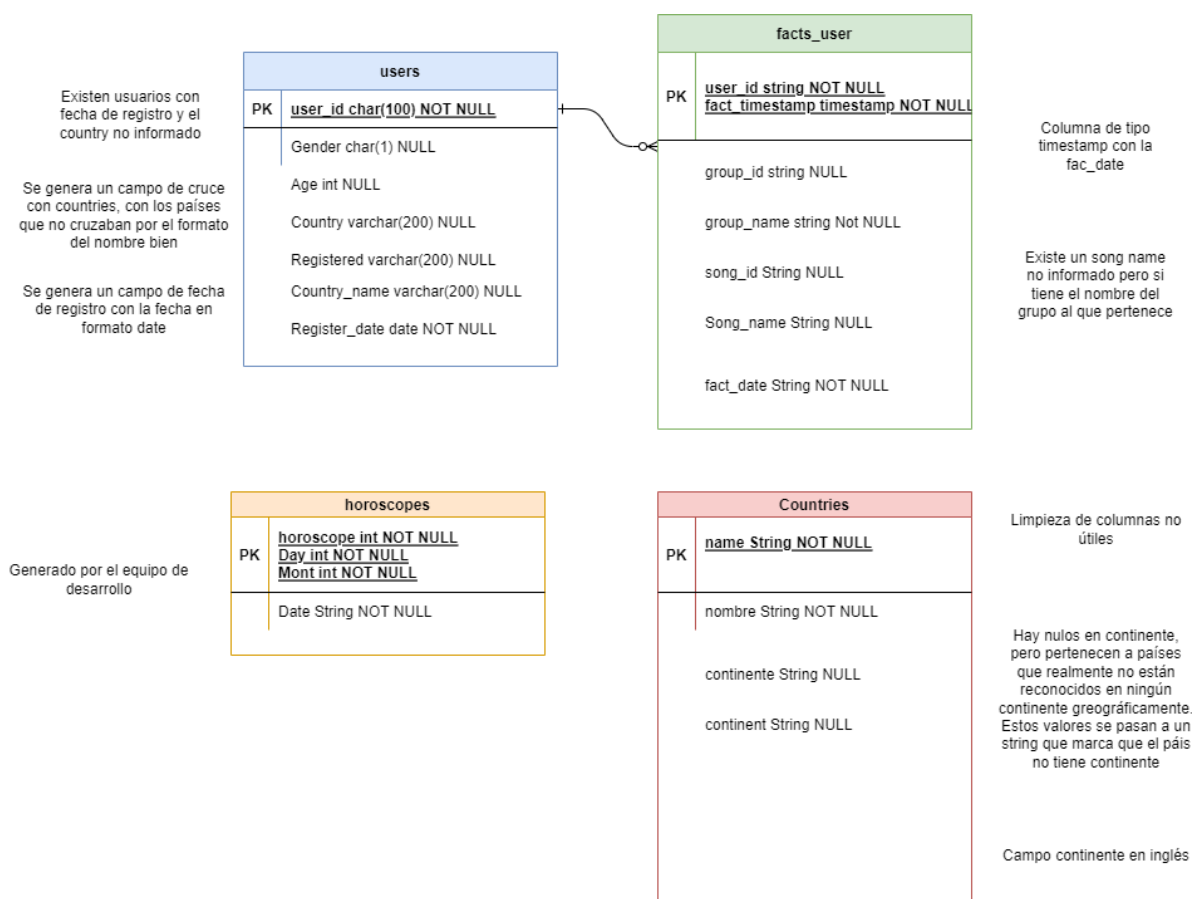 users
PK
user_id char(100) NOT NULL
Gender char(1) NULL
Age int NULL
Country varchar(200) NULL
Registered varchar(200) NULL
Country_name varchar(200) NULL
Register_date date NOT NULL
Existen usuarios con
fecha de registro y el
country no informado
Se genera un campo de cruce
con countries, con los países
que no cruzaban por el formato
del nombre bien
Se genera un campo de fecha
de registro con la fecha en
formato date
facts_user
PK
user_id string NOT NULL
fact_timestamp timestamp NOT NULL
group_id string NULL
group_name string Not NULL
song_id String NULL
Song_name String NULL
fact_date String NOT NULL
Columna de tipo
timestamp con la
fac_date
Existe un song name
no informado pero si
tiene el nombre del
grupo al que pertenece
horoscopes
PK
horoscope int NOT NULL
Day int NOT NULL
Mont int NOT NULL
Date String NOT NULL
Generado por el equipo de
desarrollo
Countries
PK
name String NOT NULL
nombre String NOT NULL
continente String NULL
continent String NULL
Limpieza de columnas no
útiles
Hay nulos en continente,
pero pertenecen a países
que realmente no están
reconocidos en ningún
continente greográficamente.
Estos valores se pasan a un
string que marca que el páis
no tiene continente
Campo continente en inglés